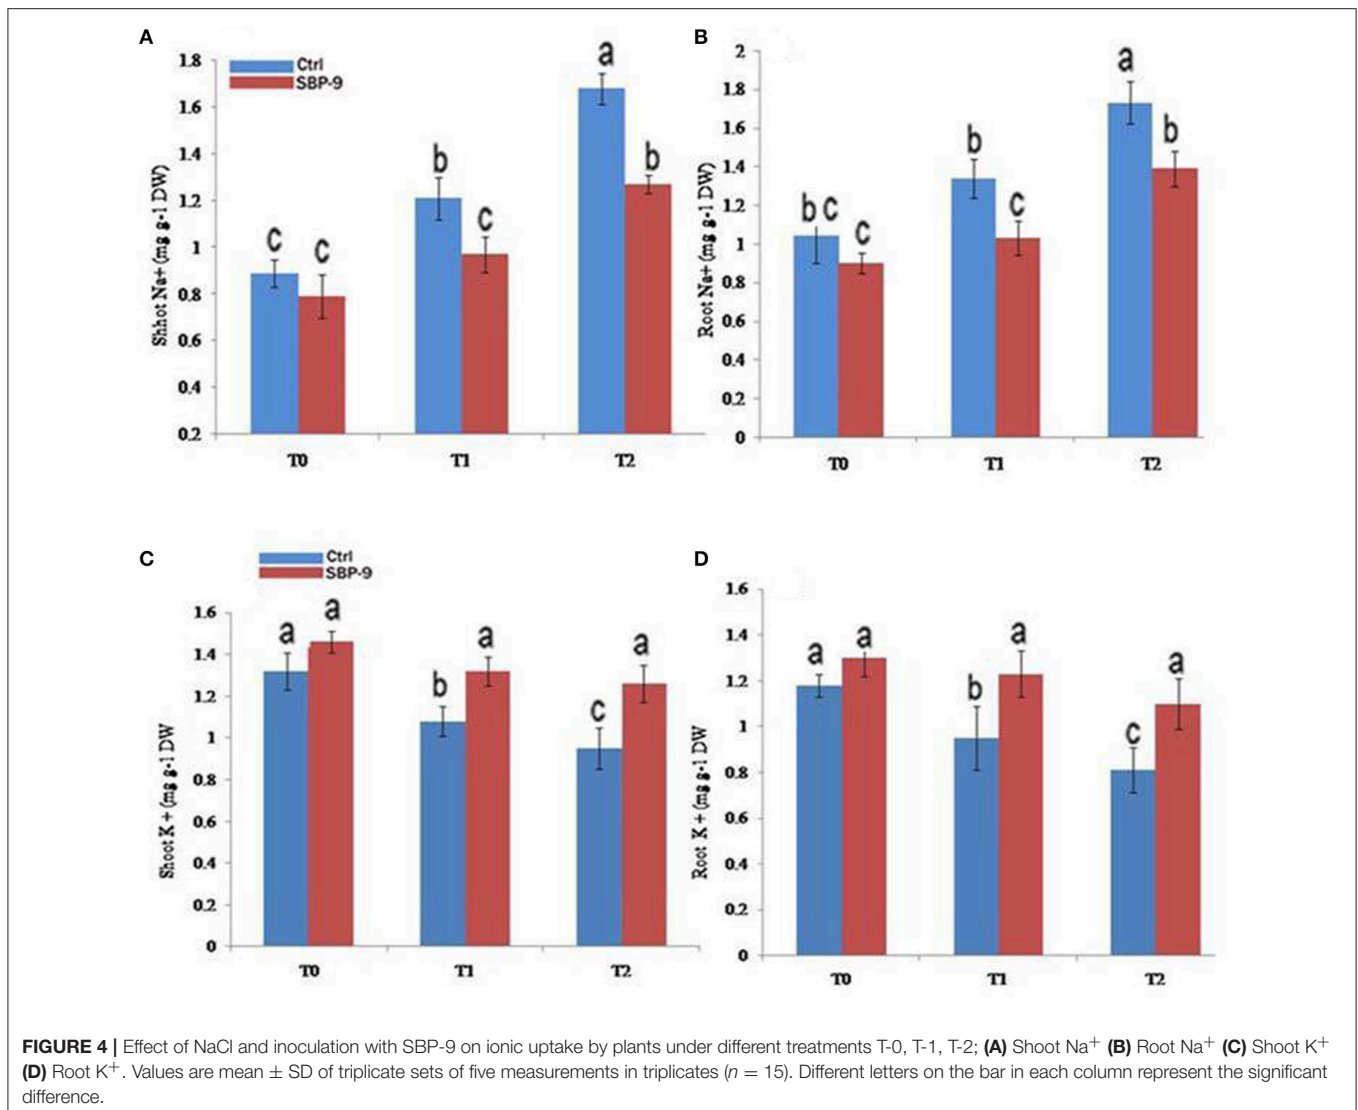 A
1.8
1.6
1.4
1.2
1
0.8
0.6
0.4
0.2
Shhot Na+ (mg g-1 DW)
Ctrl
SBP-9
c
c
b
c
a
b
T0
T1
T2
B
2
1.8
1.6
1.4
1.2
1
0.8
0.6
0.4
0.2
0
Root Na+ (mg g-1 DW)
b c
c
b
c
a
b
T0
T1
T2
C
Ctrl
SBP-9
1.6
1.4
1.2
1
0.8
0.6
0.4
0.2
0
Shoot K + (mg g-1 DW
a
a
b
a
c
a
T0
T1
T2
D
1.6
1.4
1.2
1
0.8
0.6
0.4
0.2
0
Root K + (mg g-1 DW
a
a
b
a
c
a
T0
T1
T2
FIGURE 4 | Effect of NaCl and inoculation with SBP-9 on ionic uptake by plants under different treatments T-0, T-1, T-2; (A) Shoot Na+ (B) Root Na+ (C) Shoot K+
(D) Root K+. Values are mean ± SD of triplicate sets of five measurements in triplicates (n = 15). Different letters on the bar in each column represent the significant
difference.